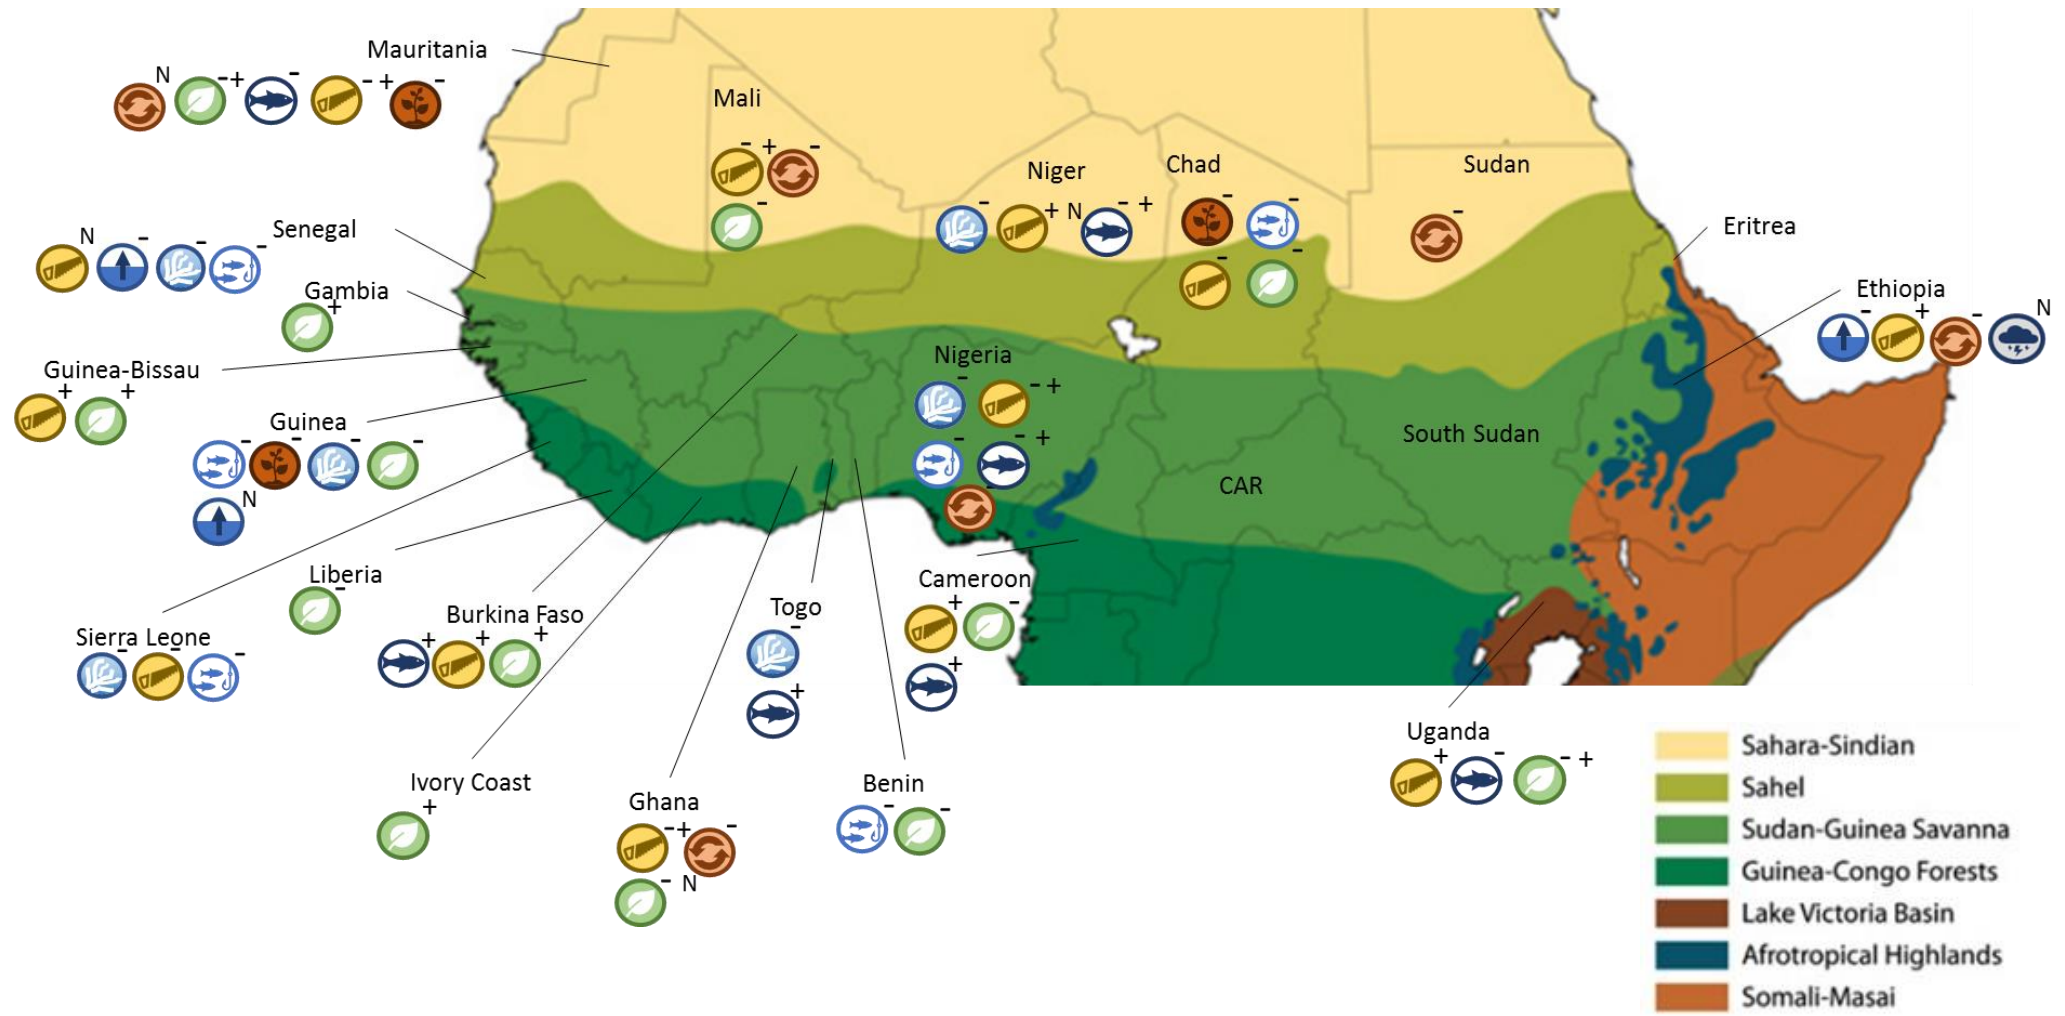 Mauritania
N - + - - + -
Mali
- + -
-
Niger
- + N - +
Chad
- -
- -
Sudan
-
Eritrea
Ethiopia
- + - N
Senegal
N - - -
Gambia
+
Guinea-Bissau
+ +
Guinea
- - - -
N
Nigeria
- - +
- - +
-
South Sudan
CAR
Liberia
-
Sierra Leone
- - -
Burkina Faso
+ + +
Togo
-
+
Cameroon
+ -
+
Ivory Coast
+
Ghana
- + -
- N
Benin
- -
Uganda
+ - - +
Sahara-Sindian
Sahel
Sudan-Guinea Savanna
Guinea-Congo Forests
Lake Victoria Basin
Afrotropical Highlands
Somali-Masai